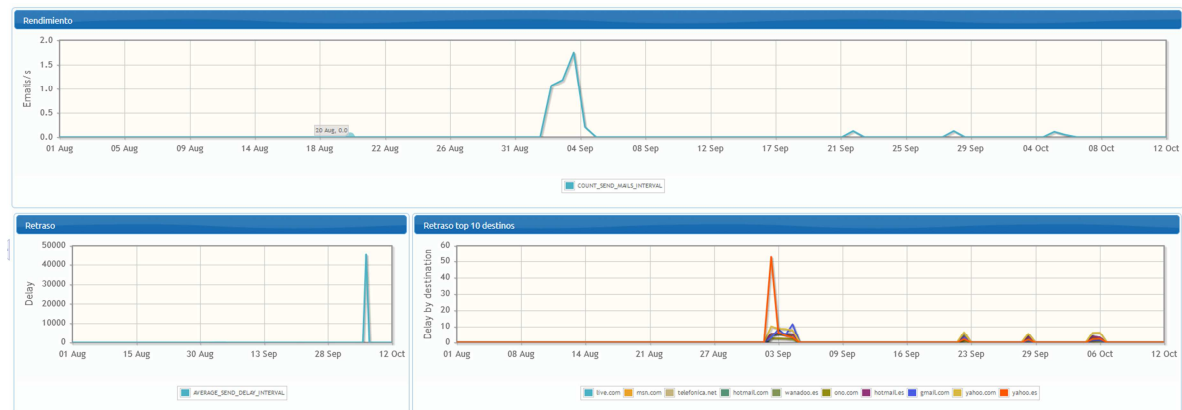 Rendimiento
2.0
1.5
1.0
0.5
0.0
Emails/s
20 Aug, 0.0
01 Aug 05 Aug 09 Aug 14 Aug 18 Aug 22 Aug 26 Aug 31 Aug 04 Sep 08 Sep 12 Sep 17 Sep 21 Sep 25 Sep 29 Sep 04 Oct 08 Oct 12 Oct
COUNT_SEND_MAILS_INTERVAL
Retraso
50000
40000
30000
20000
10000
0
Delay
01 Aug 15 Aug 30 Aug 13 Sep 28 Sep 12 Oct
AVERAGE_SEND_DELAY_INTERVAL
Retraso top 10 destinos
60
50
40
30
20
10
0
Delay by destination
01 Aug 08 Aug 14 Aug 21 Aug 27 Aug 03 Sep 09 Sep 16 Sep 23 Sep 29 Sep 06 Oct 12 Oct
live.com msn.com telefonica.net hotmail.com wanadoo.es ono.com hotmail.es gmail.com yahoo.com yahoo.es